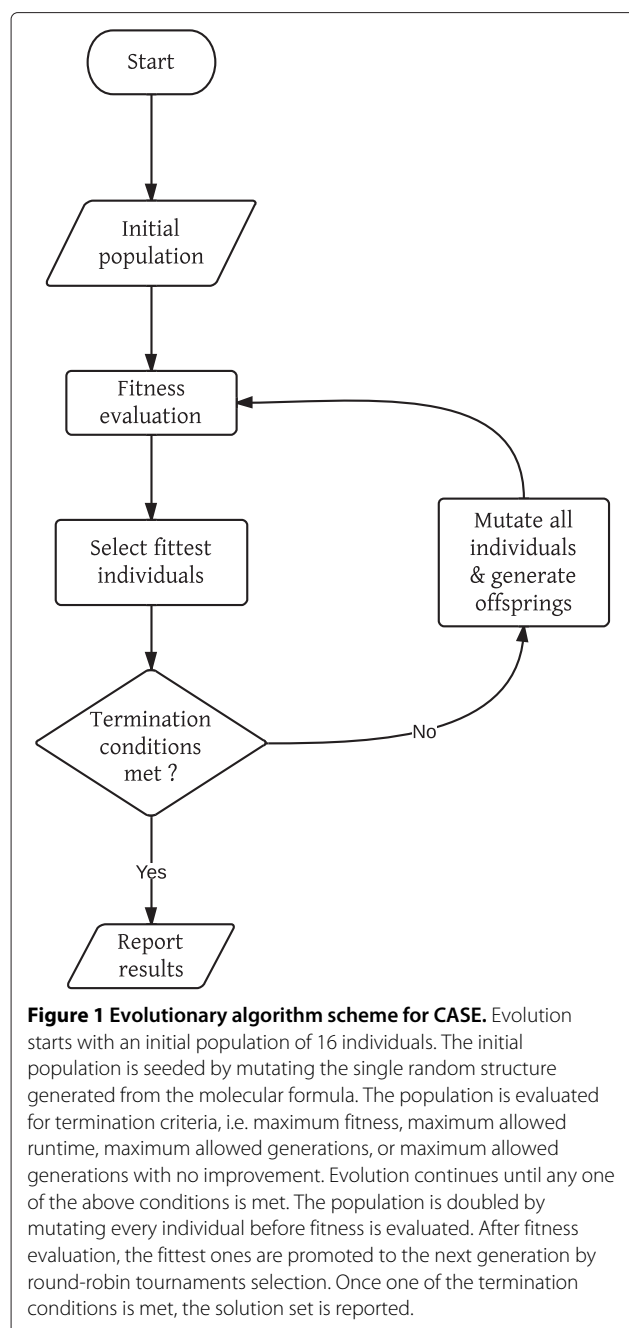 Start
Initial
population
Fitness
evaluation
Select fittest
individuals
Mutate all
individuals
& generate
offsprings
Termination
conditions
met ?
No
Yes
Report
results
Figure 1 Evolutionary algorithm scheme for CASE. Evolution
starts with an initial population of 16 individuals. The initial
population is seeded by mutating the single random structure
generated from the molecular formula. The population is evaluated
for termination criteria, i.e. maximum fitness, maximum allowed
runtime, maximum allowed generations, or maximum allowed
generations with no improvement. Evolution continues until any one
of the above conditions is met. The population is doubled by
mutating every individual before fitness is evaluated. After fitness
evaluation, the fittest ones are promoted to the next generation by
round-robin tournaments selection. Once one of the termination
conditions is met, the solution set is reported.